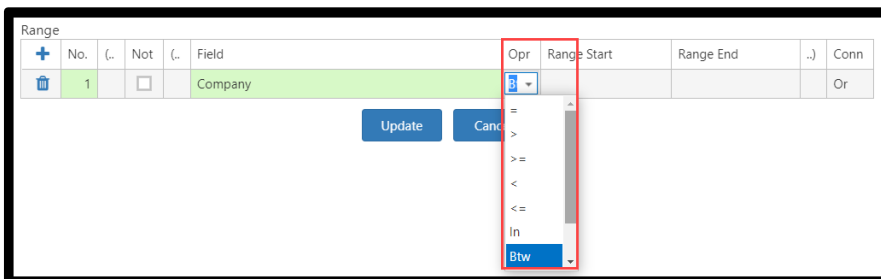 Range
No. (.. Not (.. Field Opr Range Start Range End ..) Conn
1 Company B Or
Update Canc
=
>
>=
<
<=
In
Btw